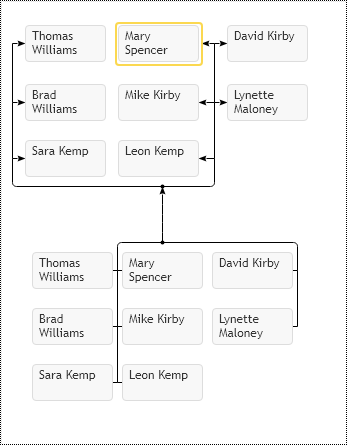 Thomas
Williams
Mary
Spencer
David Kirby
Brad
Williams
Mike Kirby
Lynette
Maloney
Sara Kemp
Leon Kemp
Thomas
Williams
Mary
Spencer
David Kirby
Brad
Williams
Mike Kirby
Lynette
Maloney
Sara Kemp
Leon Kemp